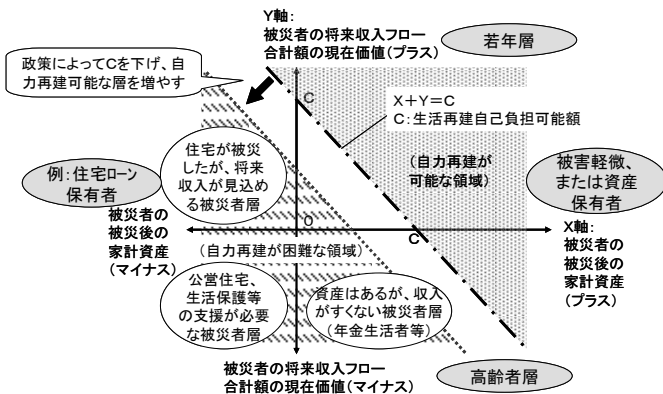 Y軸:
被災者の将来収入フロー
合計額の現在価値(プラス)
若年層
政策によってCを下げ、自
力再建可能な層を増やす
C
X+Y=C
C:生活再建自己負担可能額
住宅が被災
したが、将来
収入が見込め
る被災者層
(自力再建が
可能な領域)
被害軽微、
または資産
保有者
例:住宅ローン
保有者
被災者の
被災後の
家計資産
(マイナス)
0
C
X軸:
被災者の
被災後の
家計資産
(プラス)
(自力再建が困難な領域)
公営住宅、
生活保護等
の支援が必要
な被災者層
資産はあるが、収入
がすくない被災者層
(年金生活者等)
被災者の将来収入フロー
合計額の現在価値(マイナス)
高齢者層